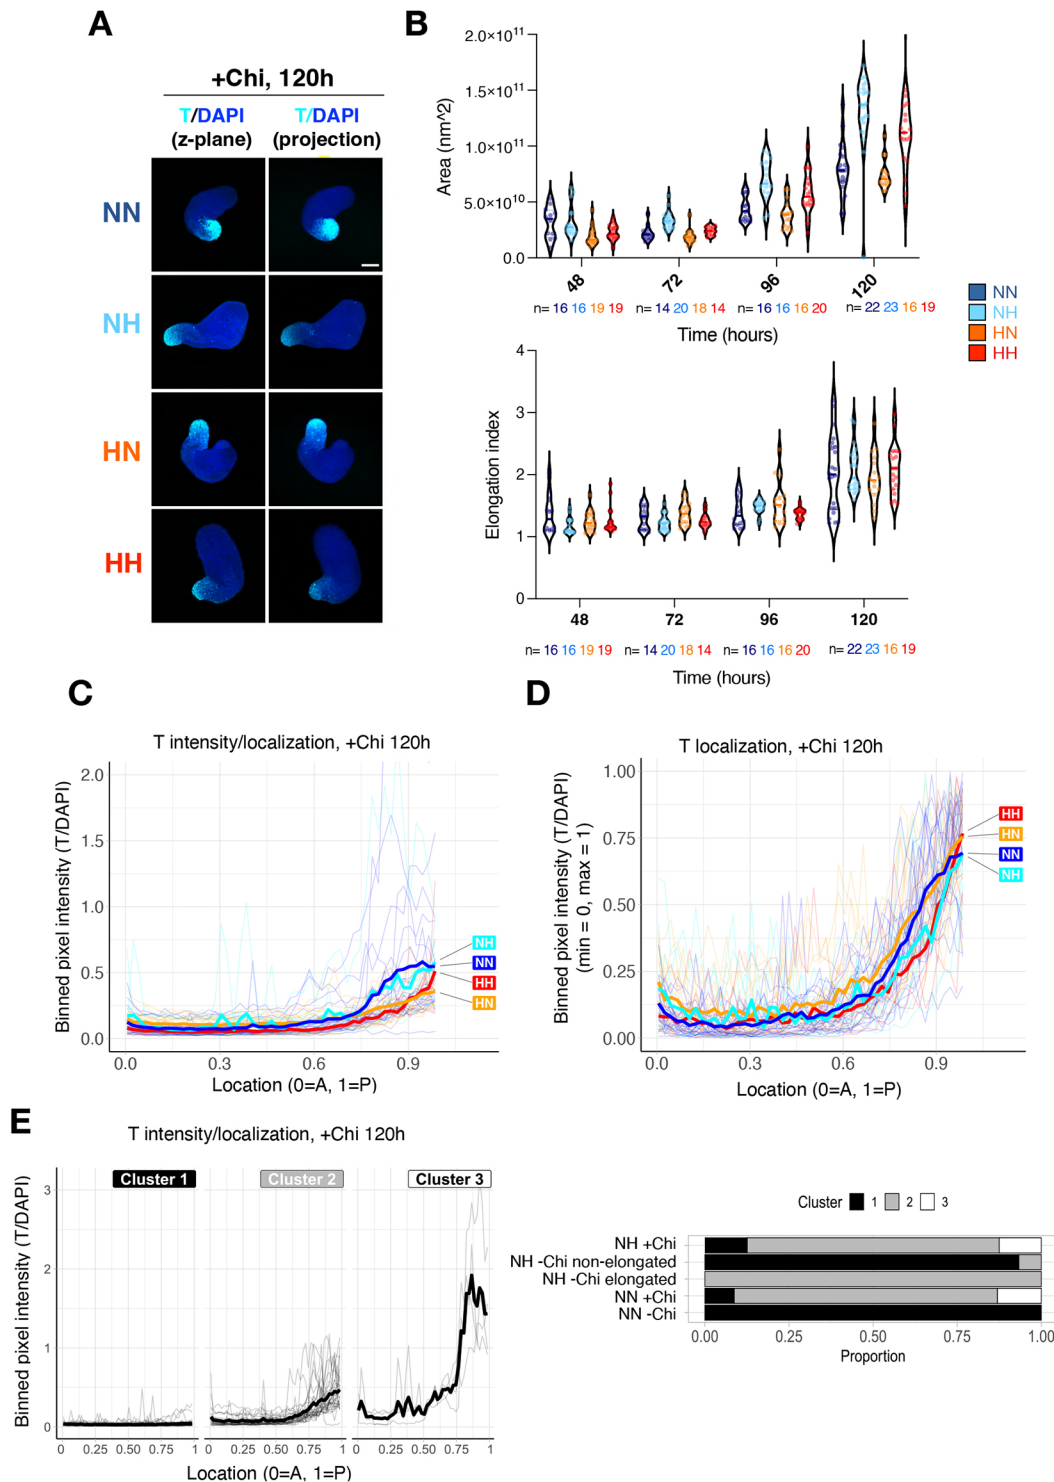 A
+Chi, 120h
T/DAPI
(z-plane)
T/DAPI
(projection)
NN
NH
HN
HH
B
2.0×10¹¹
1.5×10¹¹
1.0×10¹¹
5.0×10¹⁰
0.0
Area (nm^2)
48
72
96
120
n= 16 16 19 19
n= 14 20 18 14
n= 16 16 16 20
n= 22 23 16 19
Time (hours)
NN
NH
HN
HH
4
3
2
1
0
Elongation index
48
72
96
120
n= 16 16 19 19
n= 14 20 18 14
n= 16 16 16 20
n= 22 23 16 19
Time (hours)
C
T intensity/localization, +Chi 120h
Binned pixel intensity (T/DAPI)
2.0
1.5
1.0
0.5
0.0
NH
NN
HH
HN
0.0
0.3
0.6
0.9
Location (0=A, 1=P)
D
T localization, +Chi 120h
Binned pixel intensity (T/DAPI)
(min = 0, max = 1)
1.00
0.75
0.50
0.25
0.00
HH
HN
NN
NH
0.0
0.3
0.6
0.9
Location (0=A, 1=P)
E
T intensity/localization, +Chi 120h
Binned pixel intensity (T/DAPI)
3
2
1
0
Cluster 1
Cluster 2
Cluster 3
0 0.25 0.50 0.75 1
0 0.25 0.50 0.75 1
0 0.25 0.50 0.75 1
Location (0=A, 1=P)
Cluster 1 2 3
NH +Chi
NH -Chi non-elongated
NH -Chi elongated
NN +Chi
NN -Chi
0.00 0.25 0.50 0.75 1.00
Proportion